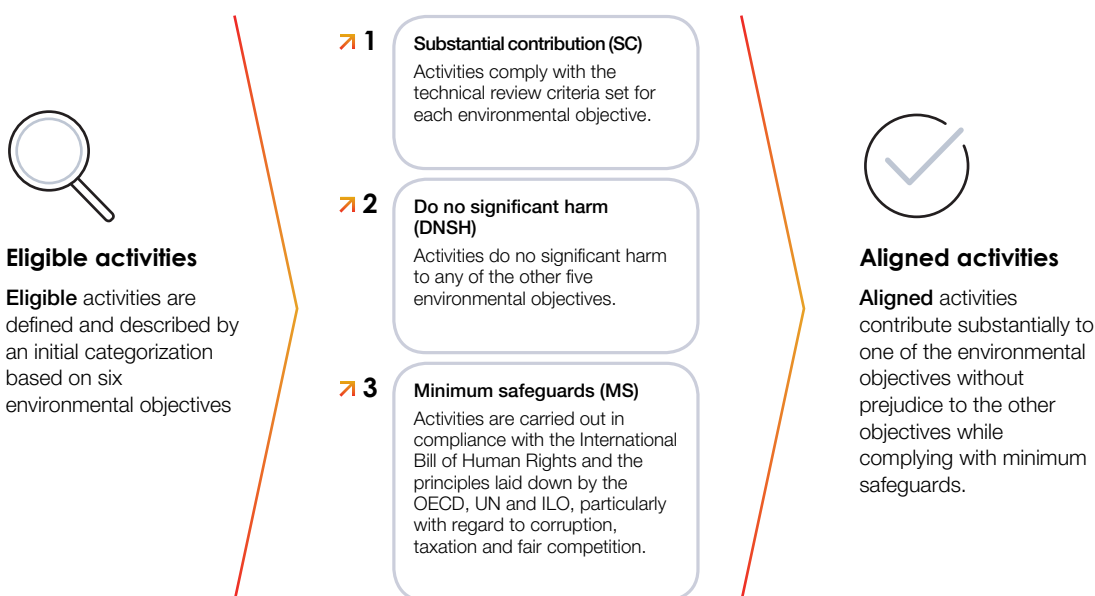 Eligible activities
Eligible activities are
defined and described by
an initial categorization
based on six
environmental objectives
1
Substantial contribution (SC)
Activities comply with the
technical review criteria set for
each environmental objective.
2
Do no significant harm
(DNSH)
Activities do no significant harm
to any of the other five
environmental objectives.
3
Minimum safeguards (MS)
Activities are carried out in
compliance with the International
Bill of Human Rights and the
principles laid down by the
OECD, UN and ILO, particularly
with regard to corruption,
taxation and fair competition.
Aligned activities
Aligned activities
contribute substantially to
one of the environmental
objectives without
prejudice to the other
objectives while
complying with minimum
safeguards.